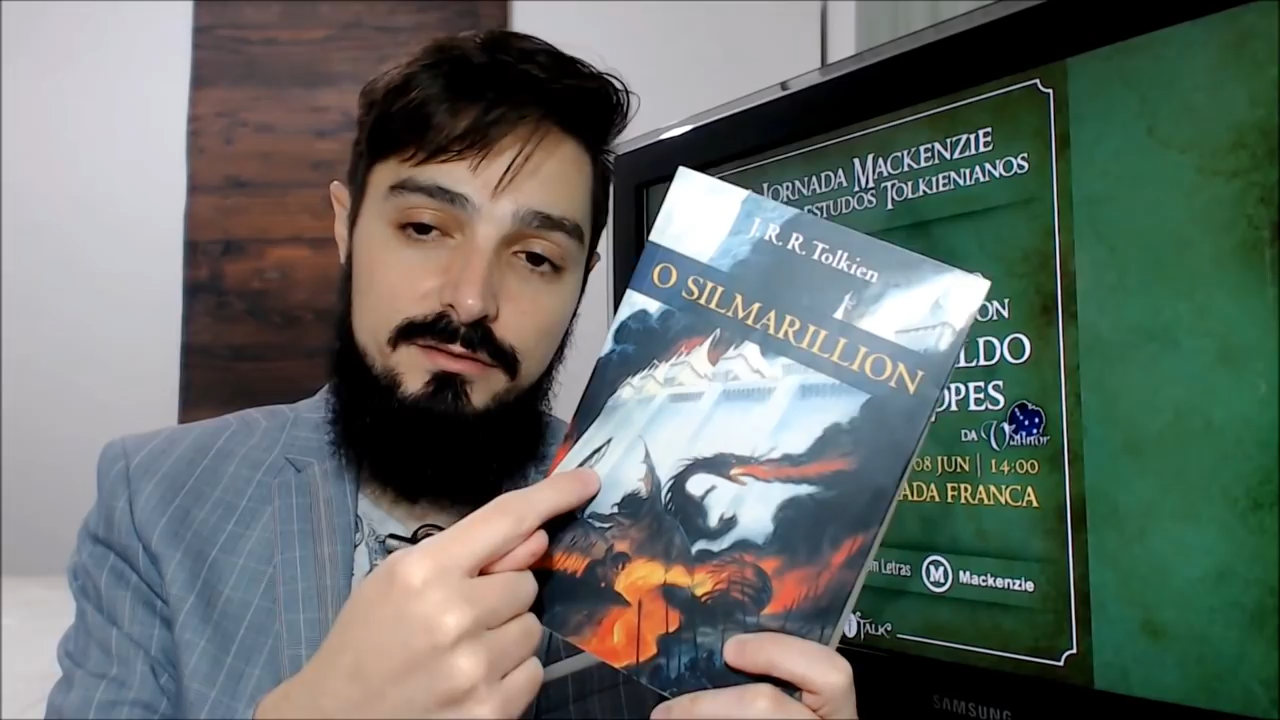 JORNADA MACKENZIE
ESTUDOS TOLKIENIANOS
J. R. R. Tolkien
O SILMARILLION
ON
LDO
OPES
DA Valinor
08 JUN | 14:00
ADA FRANCA
m Letras
M Mackenzie
TALK
SAMSUNG